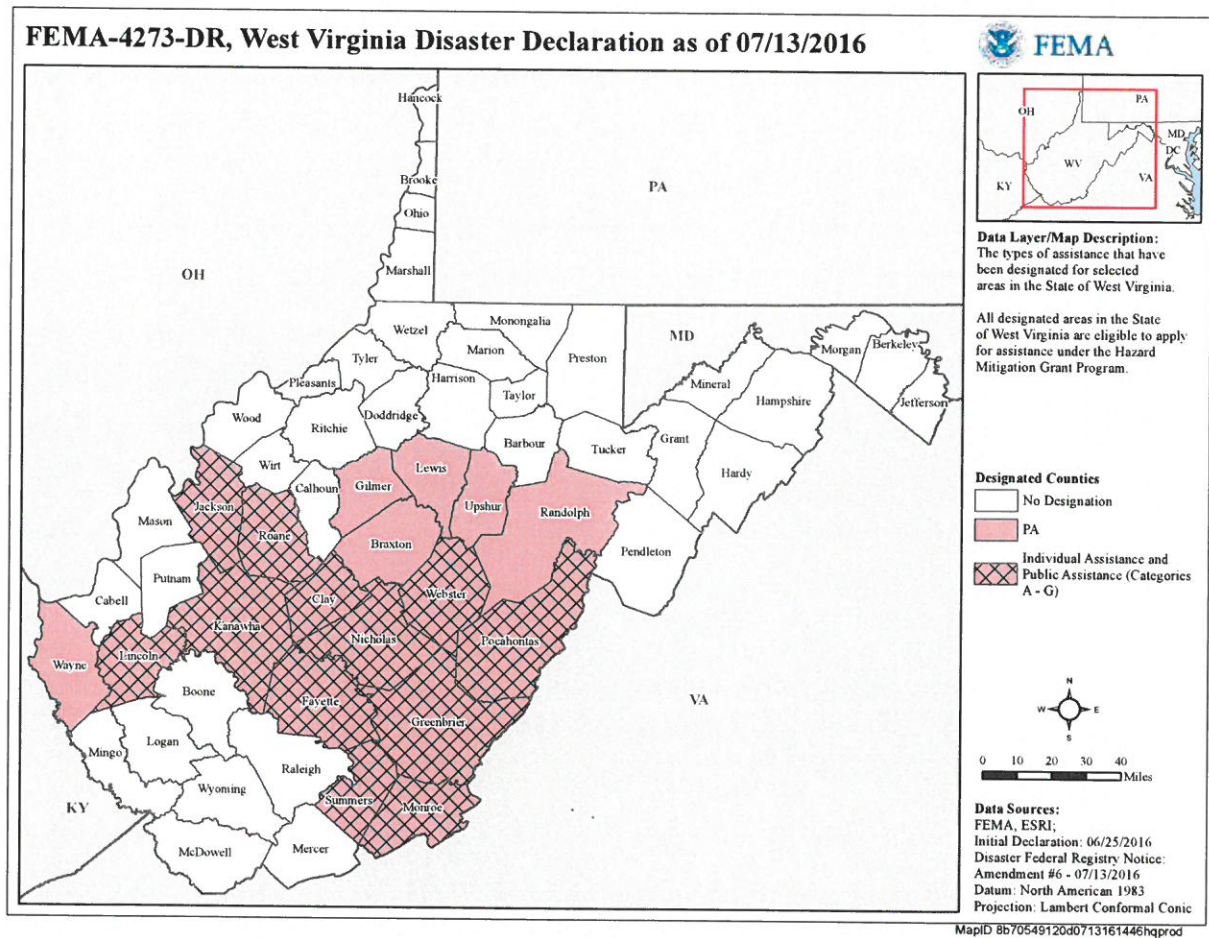 FEMA-4273-DR, West Virginia Disaster Declaration as of 07/13/2016
FEMA
Hancock
Brooke
Ohio
Marshall
PA
OH
Wetzel
Monongalia
Marion
Preston
MD
Tyler
Pleasants
Harrison
Taylor
Doddridge
Wood
Ritchie
Barbour
Tucker
Mineral
Hampshire
Morgan
Berkeley
Jefferson
Grant
Hardy
Wirt
Calhoun
Gilmer
Lewis
Upshur
Randolph
Pendleton
Jackson
Roane
Mason
Braxton
Putnam
Cabell
Clay
Webster
Kanawha
Nicholas
Pocahontas
Wayne
Lincoln
Boone
Fayette
Greenbrier
VA
Mingo
Logan
Raleigh
KY
Wyoming
Summers
Monroe
McDowell
Mercer
OH
PA
MD
DC
WV
VA
KY
Data Layer/Map Description:
The types of assistance that have
been designated for selected
areas in the State of West Virginia.
All designated areas in the State
of West Virginia are eligible to apply
for assistance under the Hazard
Mitigation Grant Program.
Designated Counties
No Designation
PA
Individual Assistance and
Public Assistance (Categories
A - G)
N
W E
S
0 10 20 30 40
Miles
Data Sources:
FEMA, ESRI;
Initial Declaration: 06/25/2016
Disaster Federal Registry Notice:
Amendment #6 - 07/13/2016
Datum: North American 1983
Projection: Lambert Conformal Conic
MapID 8b70549120d0713161446hqprod